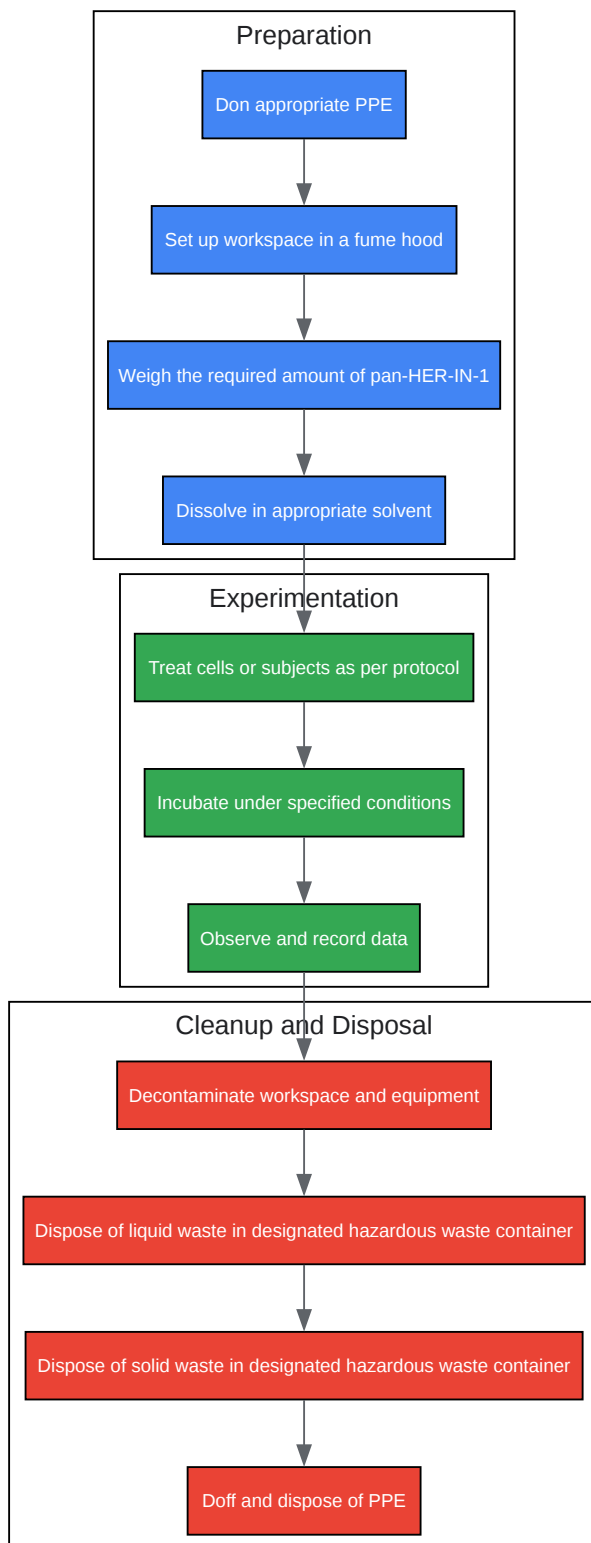 Preparation
Don appropriate PPE
Set up workspace in a fume hood
Weigh the required amount of pan-HER-IN-1
Dissolve in appropriate solvent
Experimentation
Treat cells or subjects as per protocol
Incubate under specified conditions
Observe and record data
Cleanup and Disposal
Decontaminate workspace and equipment
Dispose of liquid waste in designated hazardous waste container
Dispose of solid waste in designated hazardous waste container
Doff and dispose of PPE